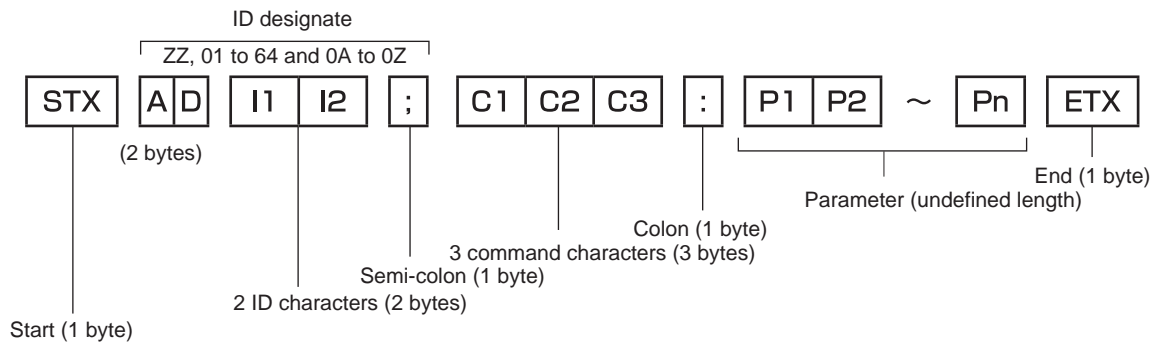 ID designate
ZZ, 01 to 64 and 0A to 0Z
STX A D I1 I2 ; C1 C2 C3 : P1 P2 ～ Pn ETX
(2 bytes)
End (1 byte)
Parameter (undefined length)
Colon (1 byte)
3 command characters (3 bytes)
Semi-colon (1 byte)
2 ID characters (2 bytes)
Start (1 byte)